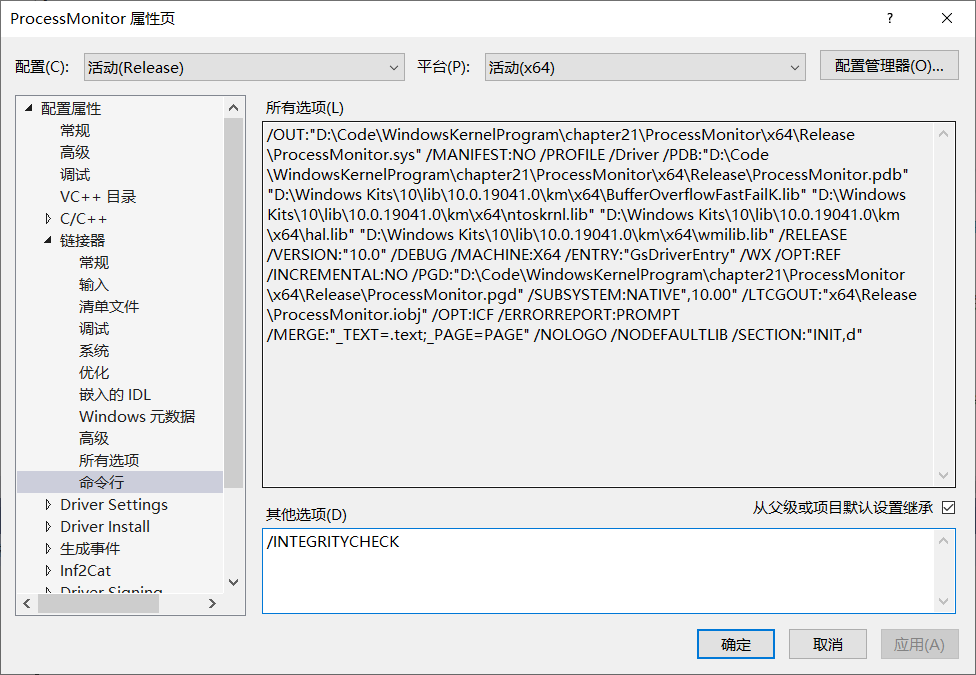 ProcessMonitor 属性页
配置(C):
活动(Release)
平台(P):
活动(x64)
配置管理器(O)...
配置属性
常规
高级
调试
VC++ 目录
C/C++
链接器
常规
输入
清单文件
调试
系统
优化
嵌入的 IDL
Windows 元数据
高级
所有选项
命令行
Driver Settings
Driver Install
生成事件
Inf2Cat
Driver Signing
所有选项(L)
/OUT:"D:\Code\WindowsKernelProgram\chapter21\ProcessMonitor\x64\Release
\ProcessMonitor.sys" /MANIFEST:NO /PROFILE /Driver /PDB:"D:\Code
\WindowsKernelProgram\chapter21\ProcessMonitor\x64\Release\ProcessMonitor.pdb"
"D:\Windows Kits\10\lib\10.0.19041.0\km\x64\BufferOverflowFastFailK.lib" "D:\Windows
Kits\10\lib\10.0.19041.0\km\x64\ntoskrnl.lib" "D:\Windows Kits\10\lib\10.0.19041.0\km
\x64\hal.lib" "D:\Windows Kits\10\lib\10.0.19041.0\km\x64\wmilib.lib" /RELEASE
/VERSION:"10.0" /DEBUG /MACHINE:X64 /ENTRY:"GsDriverEntry" /WX /OPT:REF
/INCREMENTAL:NO /PGD:"D:\Code\WindowsKernelProgram\chapter21\ProcessMonitor
\x64\Release\ProcessMonitor.pgd" /SUBSYSTEM:NATIVE",10.00" /LTCGOUT:"x64\Release
\ProcessMonitor.iobj" /OPT:ICF /ERRORREPORT:PROMPT
/MERGE:"_TEXT=.text;_PAGE=PAGE" /NOLOGO /NODEFAULTLIB /SECTION:"INIT,d"
从父级或项目默认设置继承
其他选项(D)
/INTEGRITYCHECK
确定
取消
应用(A)